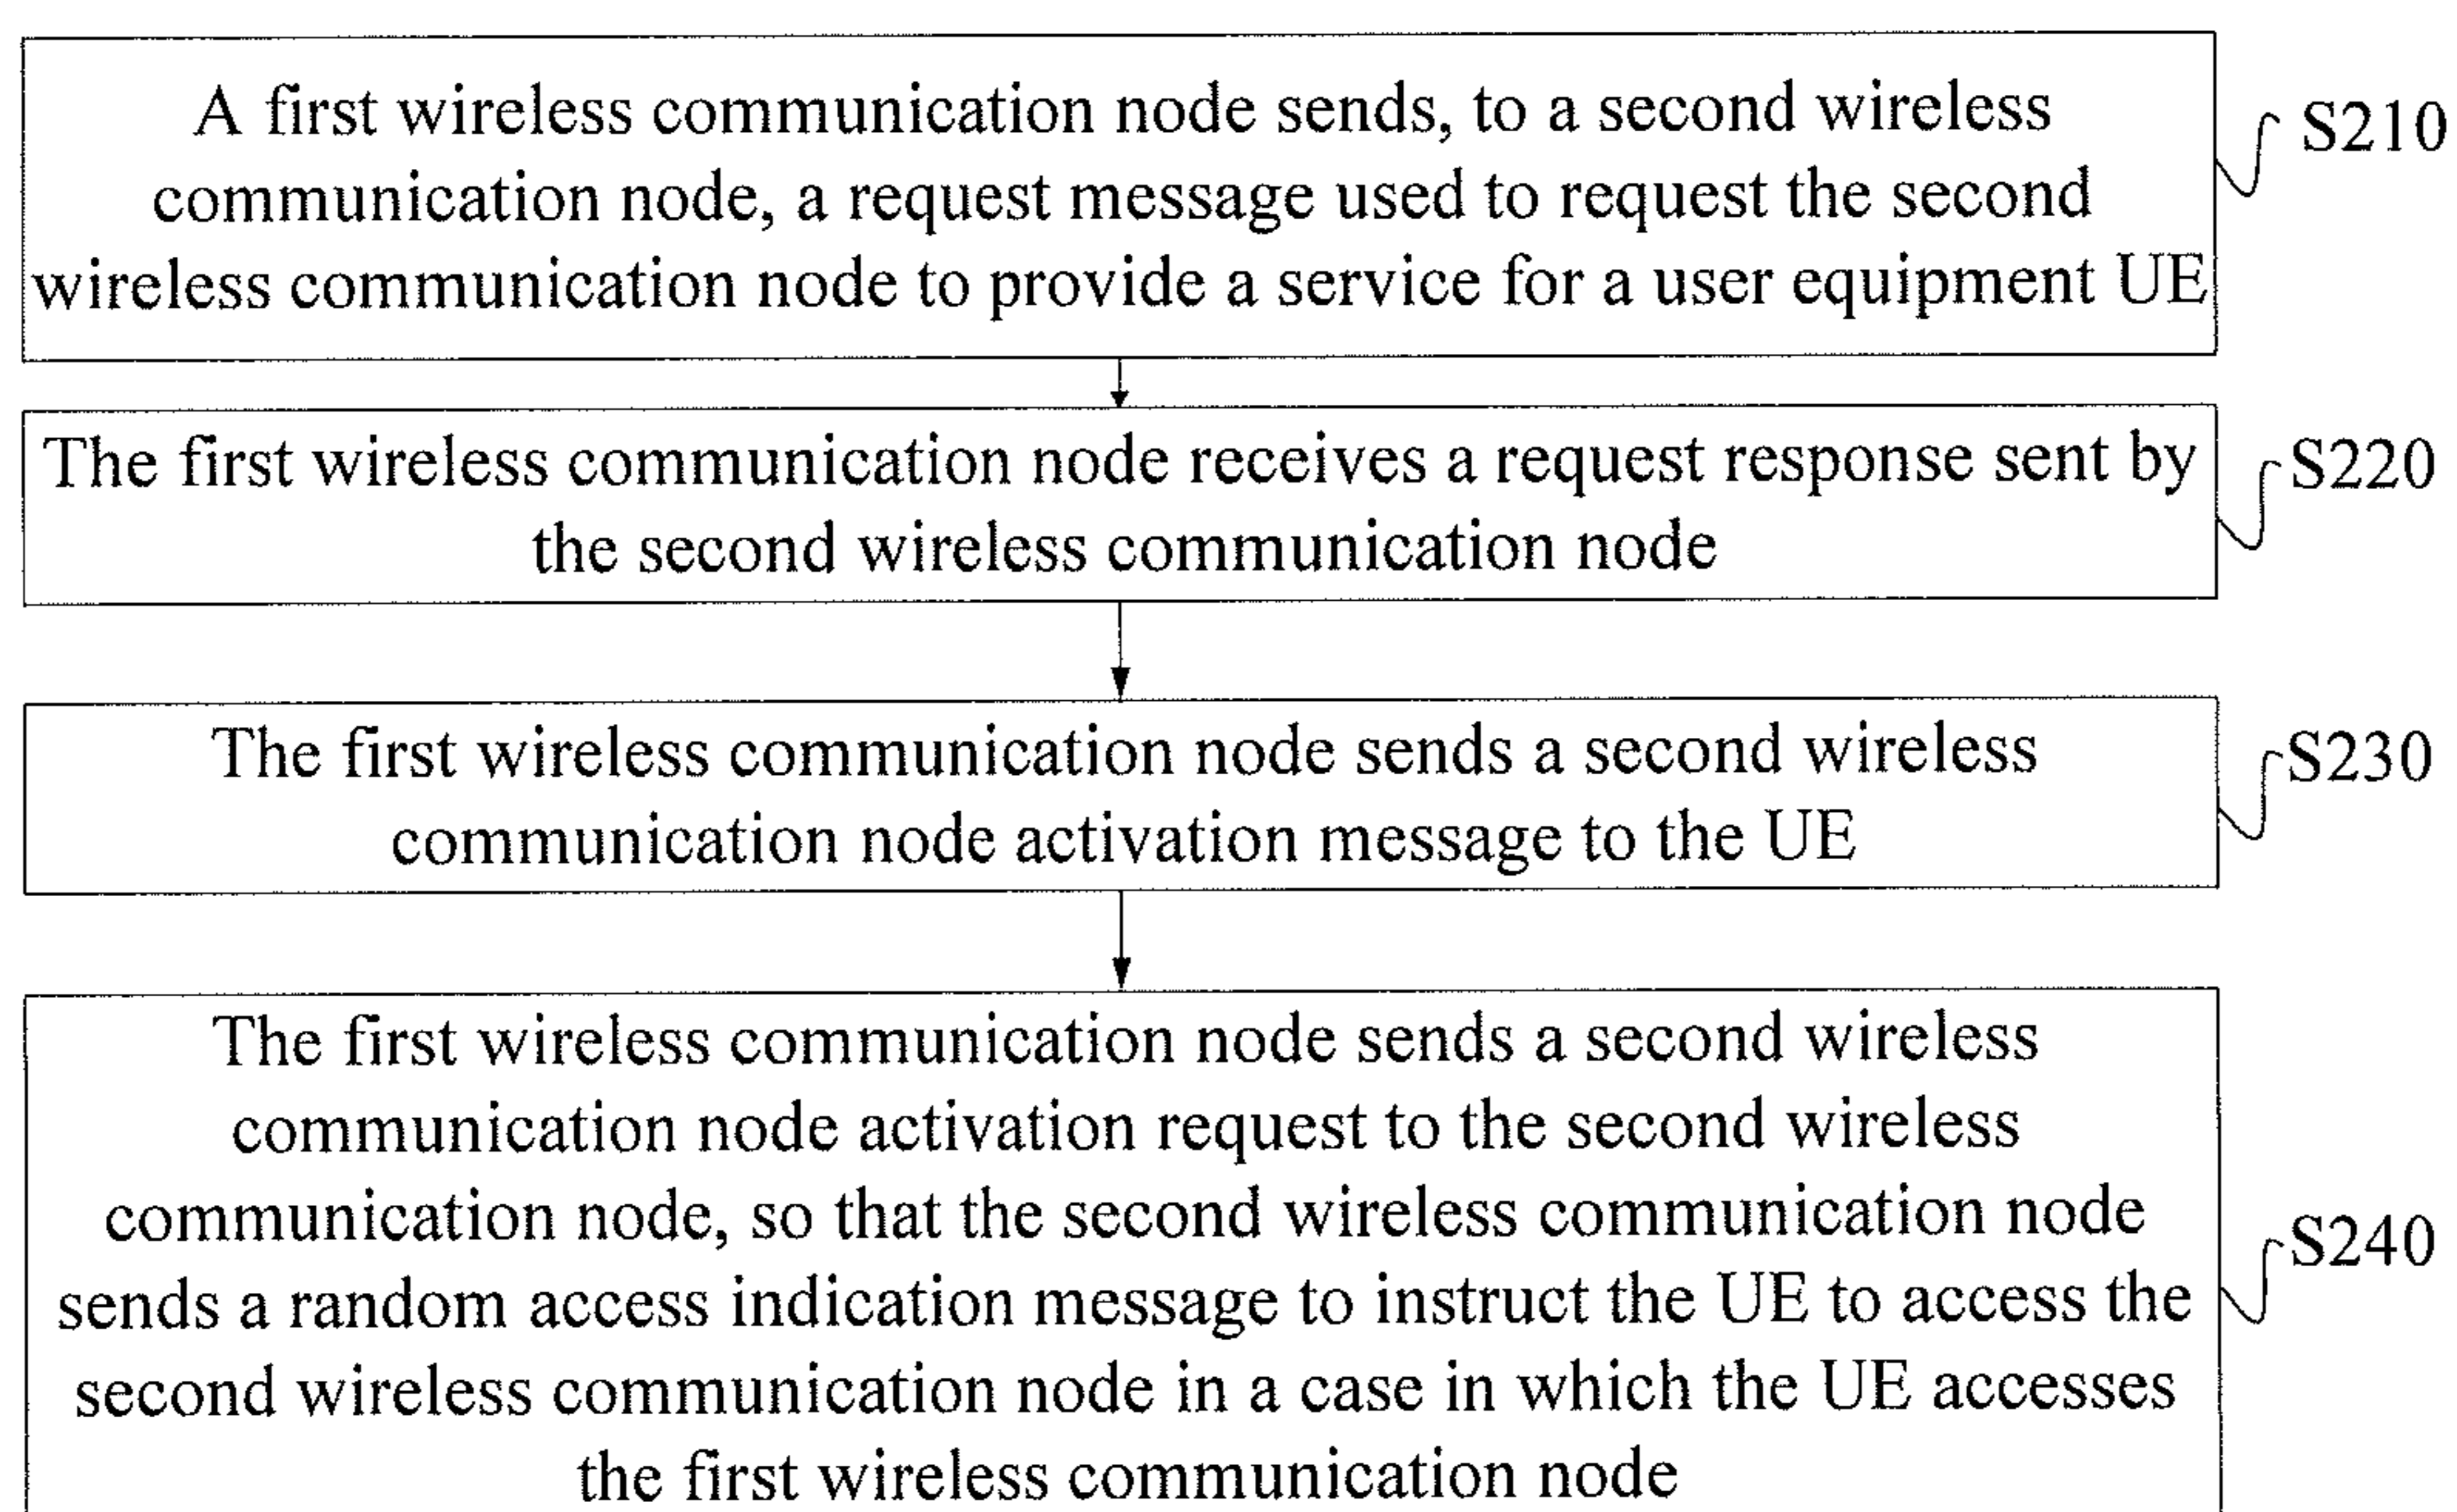 A first wireless communication node sends, to a second wireless
communication node, a request message used to request the second
wireless communication node to provide a service for a user equipment UE
S210
The first wireless communication node receives a request response sent by
the second wireless communication node
S220
The first wireless communication node sends a second wireless
communication node activation message to the UE
S230
The first wireless communication node sends a second wireless
communication node activation request to the second wireless
communication node, so that the second wireless communication node
sends a random access indication message to instruct the UE to access the
second wireless communication node in a case in which the UE accesses
the first wireless communication node
S240